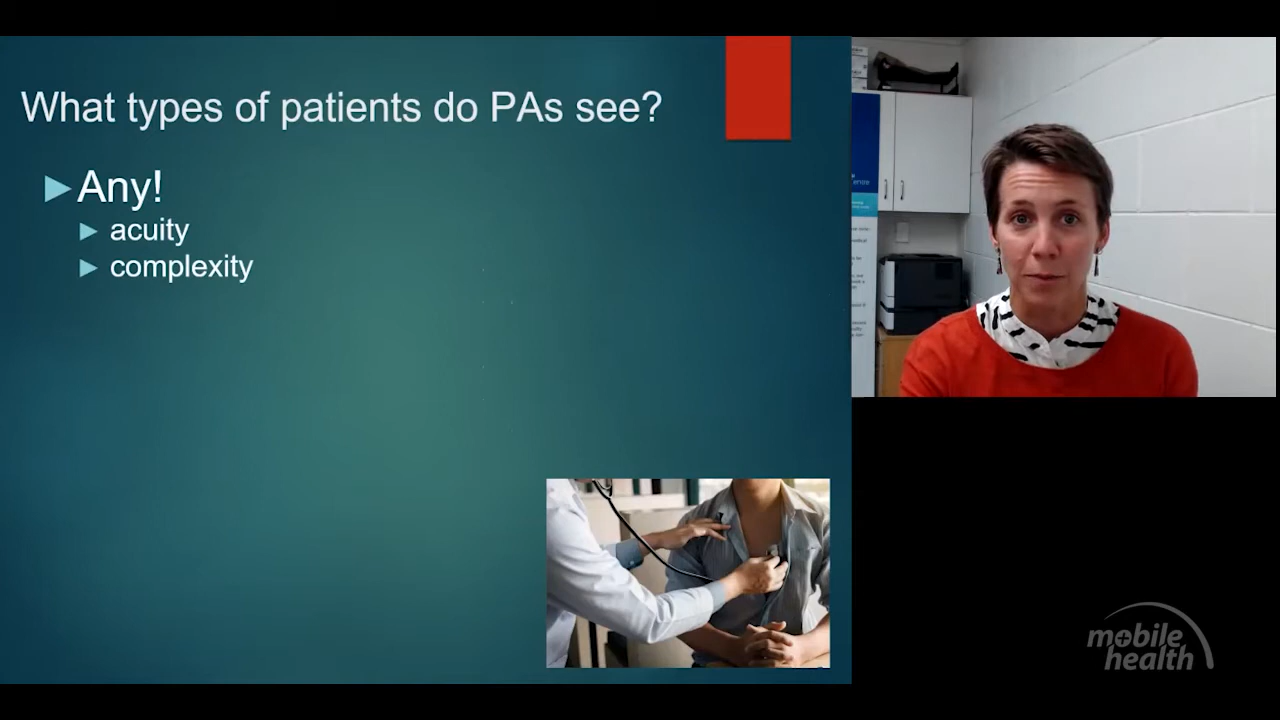 What types of patients do PAs see?
Any!
acuity
complexity
mobile
health